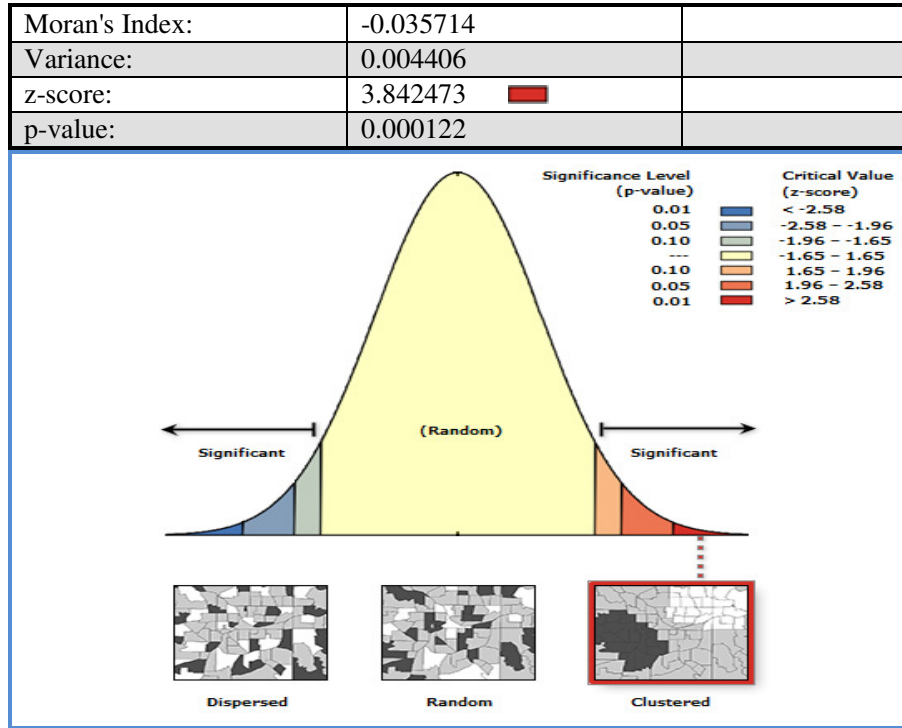 Moran's Index: -0.035714
Variance: 0.004406
z-score: 3.842473
p-value: 0.000122
Significance Level Critical Value
(p-value) (z-score)
0.01 < -2.58
0.05 -2.58 – -1.96
0.10 -1.96 – -1.65
--- -1.65 – 1.65
0.10 1.65 – 1.96
0.05 1.96 – 2.58
0.01 > 2.58
(Random)
Significant Significant
Dispersed Random Clustered